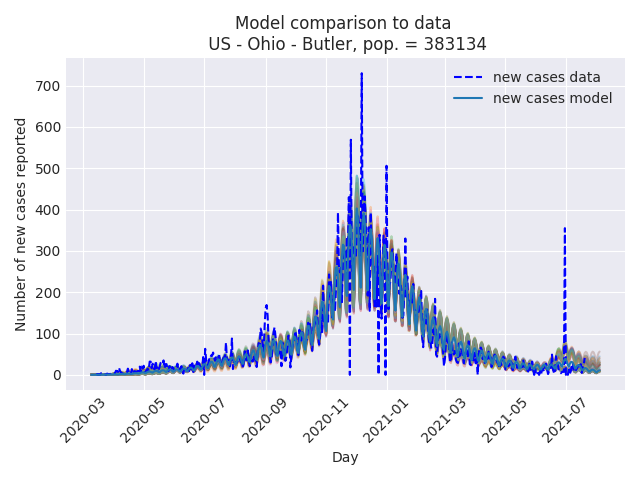 Model comparison to data
US - Ohio - Butler, pop. = 383134
new cases data
new cases model
Number of new cases reported
700
600
500
400
300
200
100
0
2020-03
2020-05
2020-07
2020-09
2020-11
2021-01
2021-03
2021-05
2021-07
Day